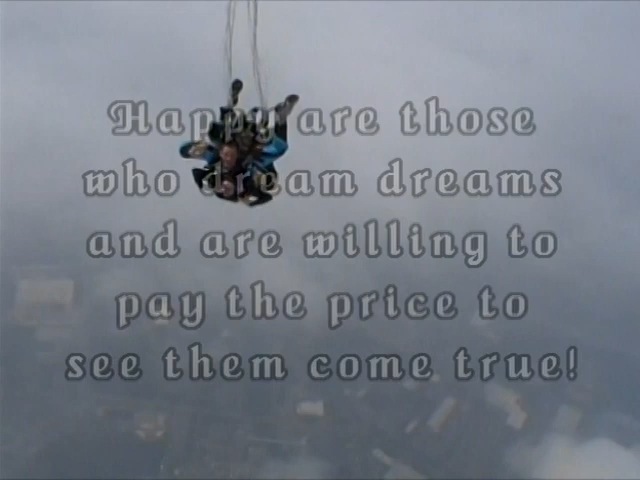 Happy are those
who dream dreams
and are willing to
pay the price to
see them come true!